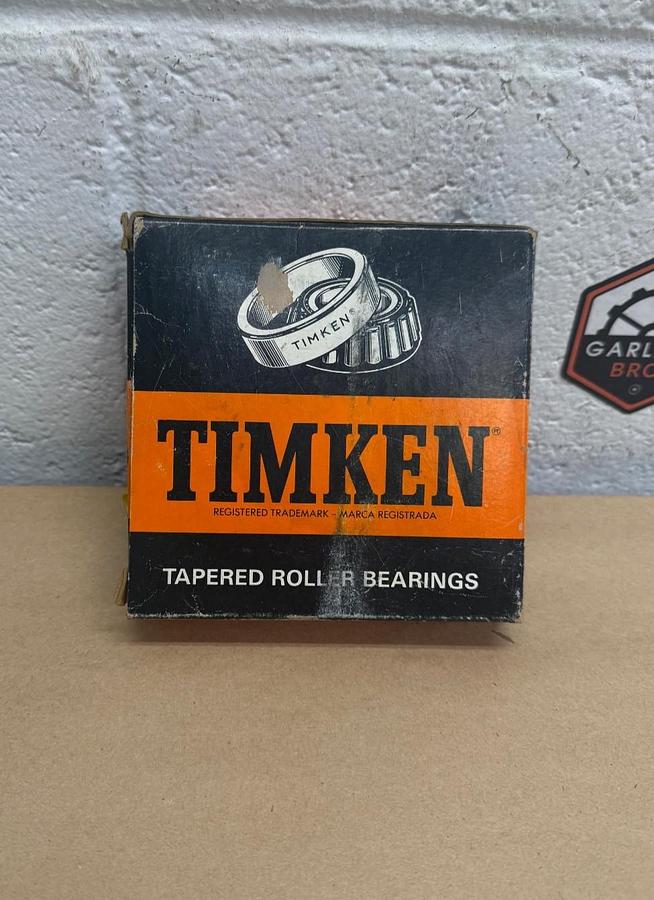 TIMKEN
TIMKEN®
REGISTERED TRADEMARK – MARCA REGISTRADA
TAPERED ROLLER BEARINGS